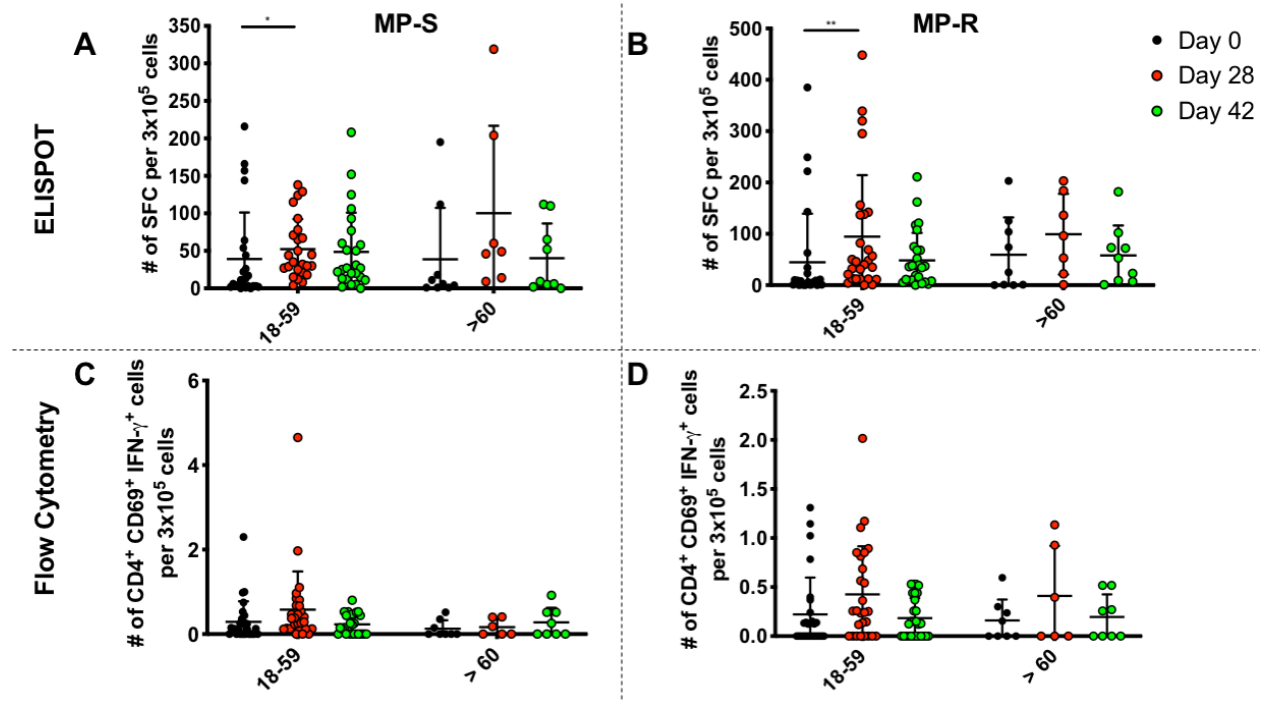 MP-S
MP-R
A
B
*
**
Day 0
Day 28
Day 42
ELISPOT
# of SFC per 3x10⁵ cells
350
300
250
200
150
100
50
0
18-59
>60
# of SFC per 3x10⁵ cells
500
400
300
200
100
0
18-59
>60
C
D
Flow Cytometry
# of CD4⁺ CD69⁺ IFN-γ⁺ cells
per 3x10⁵ cells
6
4
2
0
18-59
> 60
# of CD4⁺ CD69⁺ IFN-γ⁺ cells
per 3x10⁵ cells
2.5
2.0
1.5
1.0
0.5
0.0
18-59
> 60